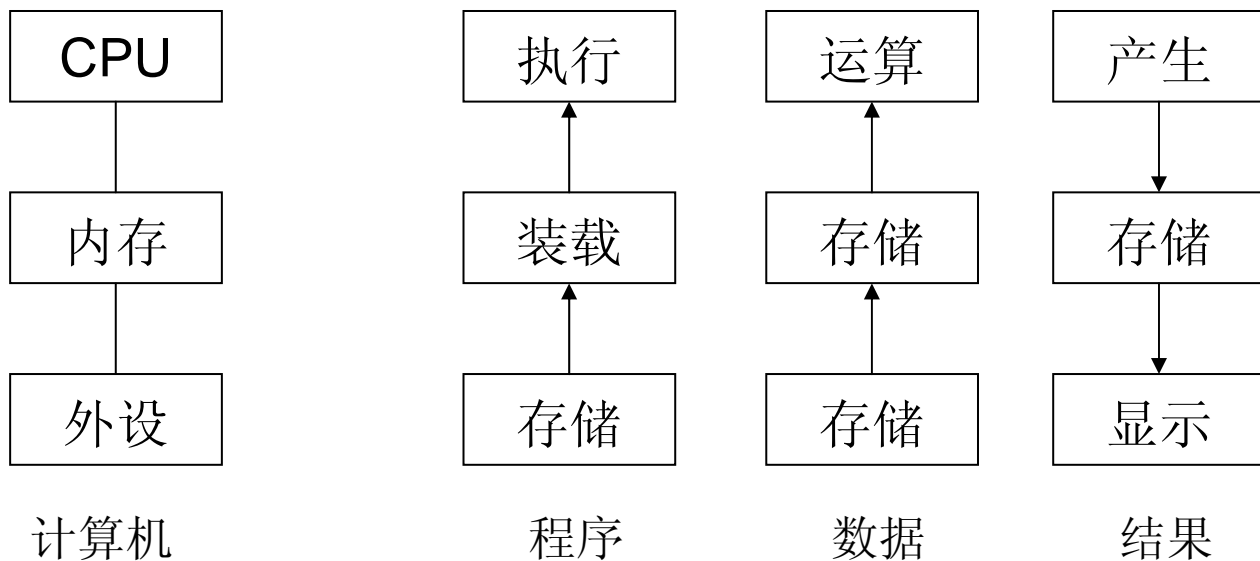 CPU 执行 运算 产生
内存 装载 存储 存储
外设 存储 存储 显示
计算机 程序 数据 结果